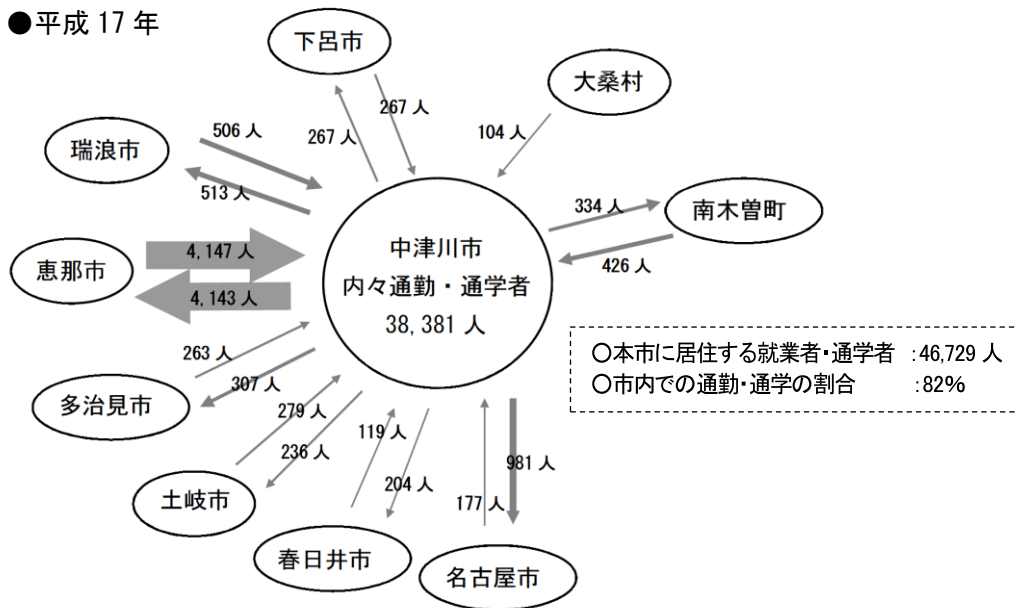 ●平成 17 年
下呂市
大桑村
267 人
267 人
104 人
瑞浪市
506 人
513 人
334 人
南木曽町
426 人
恵那市
4,147 人
4,143 人
中津川市
内々通勤・通学者
38,381 人
〇本市に居住する就業者・通学者 :46,729 人
〇市内での通勤・通学の割合 :82%
263 人
307 人
多治見市
279 人
236 人
土岐市
119 人
204 人
春日井市
177 人
981 人
名古屋市